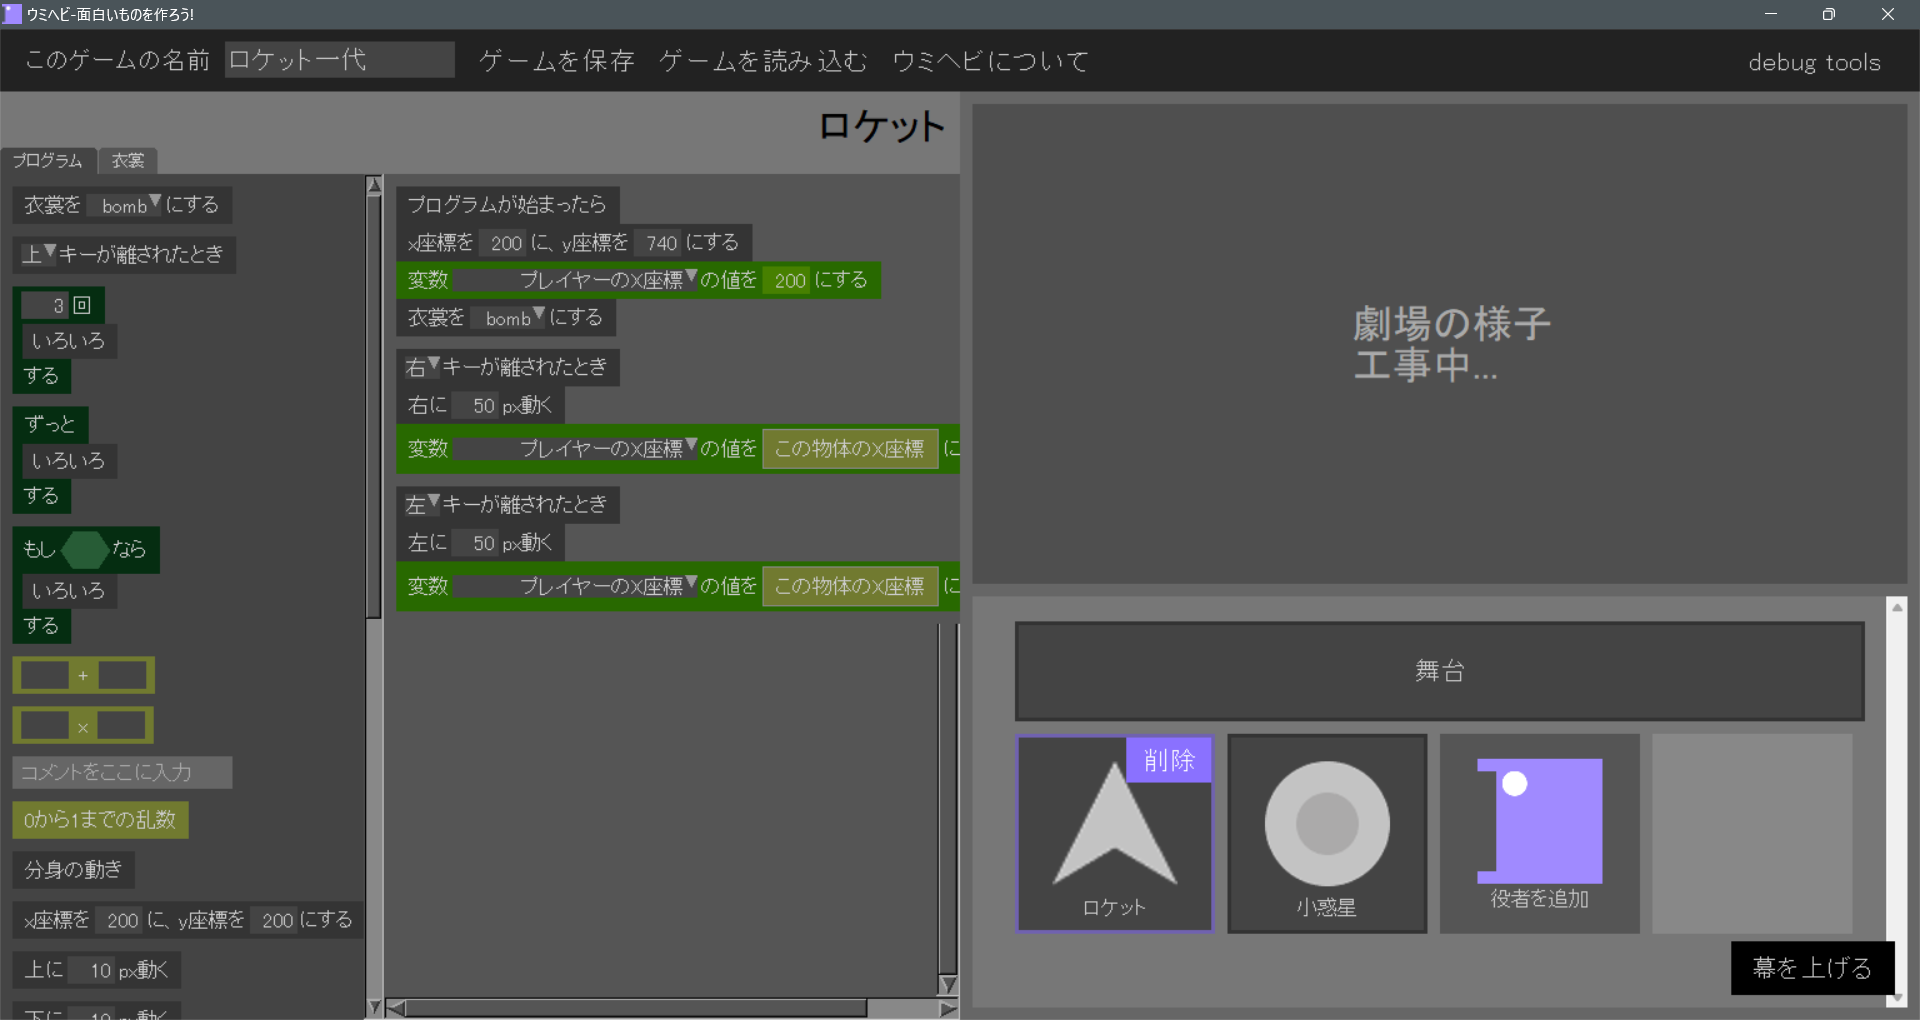 ウミヘビ-面白いものを作ろう!
このゲームの名前 ロケット一代 ゲームを保存 ゲームを読み込む ウミヘビについて debug tools
ロケット
プログラム 衣裳
衣裳を bomb▼ にする
上▼キーが離されたとき
3 回
いろいろ
する
ずっと
いろいろ
する
もし なら
いろいろ
する
+
×
コメントをここに入力
0から1までの乱数
分身の動き
x座標を 200 に、y座標を 200 にする
上に 10 px動く
下に 10 px動く
プログラムが始まったら
x座標を 200 に、y座標を 740 にする
変数 プレイヤーのX座標▼の値を 200 にする
衣裳を bomb▼ にする
右▼キーが離されたとき
右に 50 px動く
変数 プレイヤーのX座標▼の値を この物体のX座標 に
左▼キーが離されたとき
左に 50 px動く
変数 プレイヤーのX座標▼の値を この物体のX座標 に
劇場の様子
工事中...
舞台
削除
ロケット
小惑星
役者を追加
幕を上げる